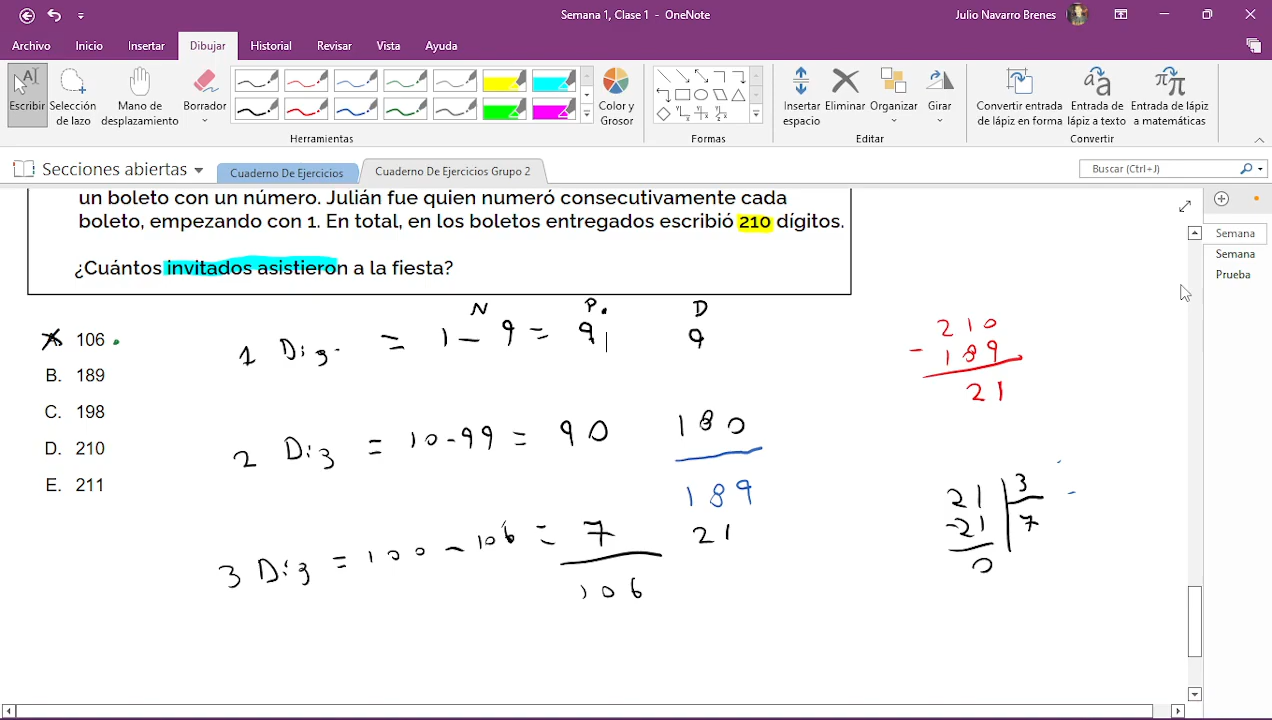 Semana 1, Clase 1 - OneNote
Julio Navarro Brenes
Archivo Inicio Insertar Dibujar Historial Revisar Vista Ayuda
Escribir
Selección de lazo
Mano de desplazamiento
Borrador
Color y Grosor
Insertar espacio
Eliminar
Organizar
Girar
Convertir entrada de lápiz en forma
Entrada de lápiz a texto
Entrada de lápiz a matemáticas
Herramientas
Formas
Editar
Convertir
Secciones abiertas
Cuaderno De Ejercicios
Cuaderno De Ejercicios Grupo 2
Buscar (Ctrl+J)
Semana
Semana
Prueba
un boleto con un número. Julián fue quien numeró consecutivamente cada
boleto, empezando con 1. En total, en los boletos entregados escribió 210 dígitos.
¿Cuántos invitados asistieron a la fiesta?
A. 106
B. 189
C. 198
D. 210
E. 211
N P. D
1 Dig = 1 - 9 = 9 9
2 Dig = 10-99 = 90 180
189
3 Dig = 100 - 106 = 7 21
106
210
- 189
21
21 3
-21 7
0